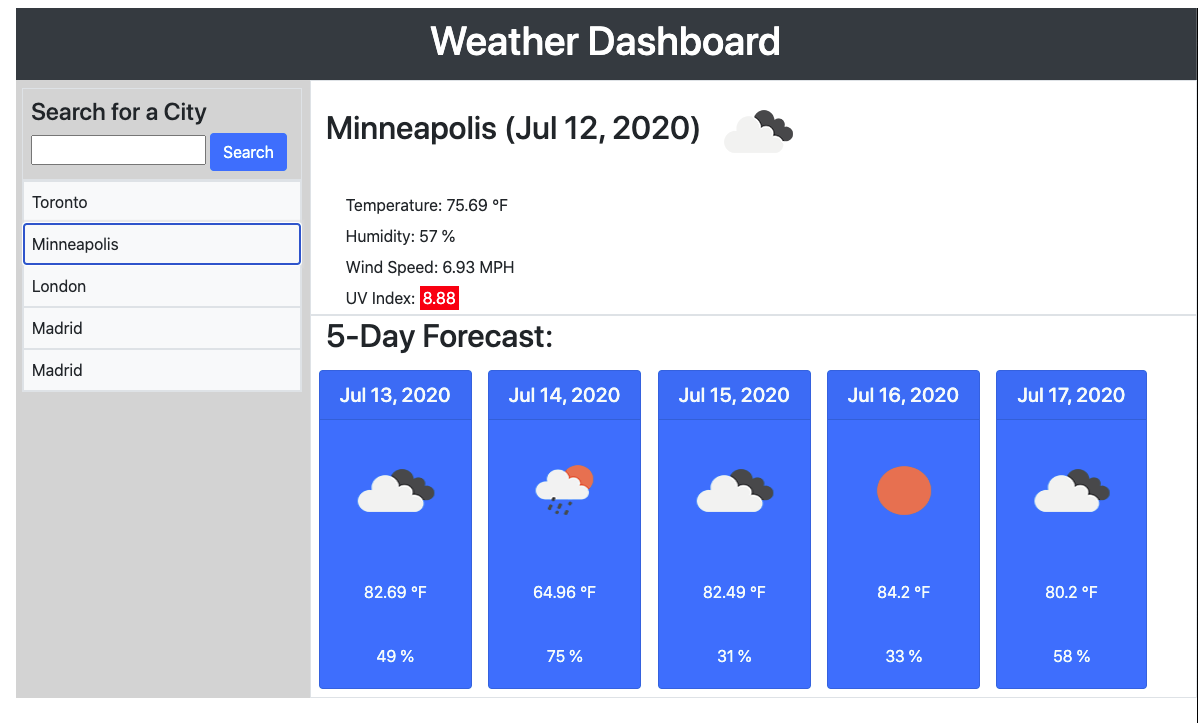 Weather Dashboard
Search for a City
Search
Toronto
Minneapolis
London
Madrid
Madrid
Minneapolis (Jul 12, 2020)
Temperature: 75.69 °F
Humidity: 57 %
Wind Speed: 6.93 MPH
UV Index: 8.88
5-Day Forecast:
Jul 13, 2020
82.69 °F
49 %
Jul 14, 2020
64.96 °F
75 %
Jul 15, 2020
82.49 °F
31 %
Jul 16, 2020
84.2 °F
33 %
Jul 17, 2020
80.2 °F
58 %